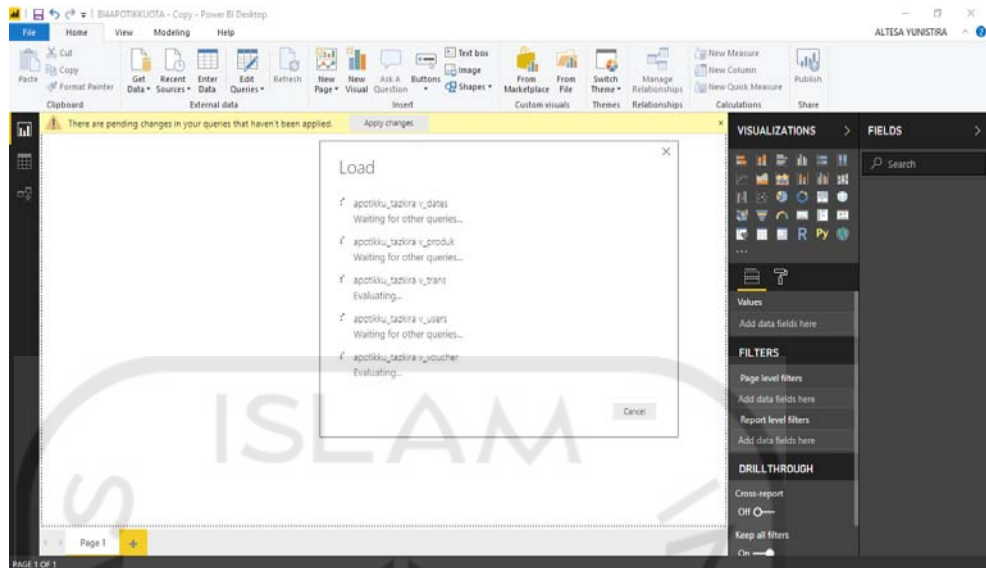 BI4APOTIKKUOTA - Copy - Power BI Desktop
File Home View Modeling Help ALTESA YUNISTIRA
Paste
Cut
Copy
Format Painter
Clipboard
Get Data
Recent Sources
Enter Data
Edit Queries
Refresh
External data
New Page
New Visual
Ask A Question
Buttons
Text box
Image
Shapes
Insert
From Marketplace
From File
Custom visuals
Switch Theme
Themes
Manage Relationships
Relationships
New Measure
New Column
New Quick Measure
Calculations
Publish
Share
There are pending changes in your queries that haven't been applied. Apply changes
Load
apotikku_tazkira v_dates
Waiting for other queries...
apotikku_tazkira v_produk
Waiting for other queries...
apotikku_tazkira v_trans
Evaluating...
apotikku_tazkira v_users
Waiting for other queries...
apotikku_tazkira v_voucher
Evaluating...
Cancel
VISUALIZATIONS
R Py
Values
Add data fields here
FILTERS
Page level filters
Add data fields here
Report level filters
Add data fields here
DRILLTHROUGH
Cross-report
Off
Keep all filters
On
FIELDS
Search
ISLAM
Page 1
PAGE 1 OF 1